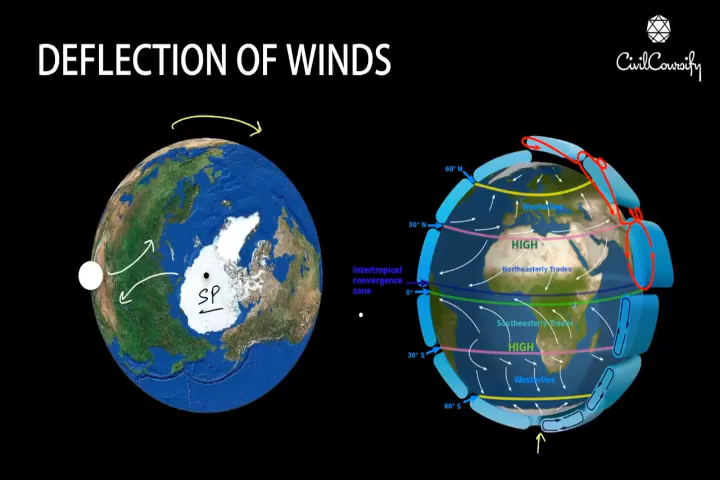 DEFLECTION OF WINDS
CivilCoursify
60° N
Westerlies
30° N
HIGH
Intertropical
convergence
zone
Northeasterly Trades
0°
SP
Southeasterly Trades
HIGH
30° S
Westerlies
60° S